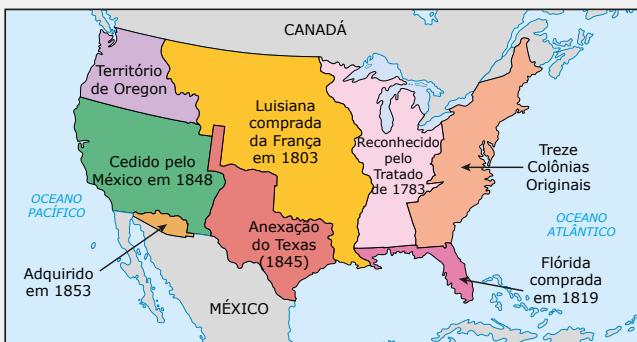 CANADÁ
Território
de Oregon
Luisiana
comprada
da França
em 1803
Reconhecido
pelo
Tratado
de 1783
Treze
Colônias
Originais
Cedido pelo
México em 1848
OCEANO
PACÍFICO
Anexação
do Texas
(1845)
OCEANO
ATLÂNTICO
Adquirido
em 1853
Flórida
comprada
em 1819
MÉXICO